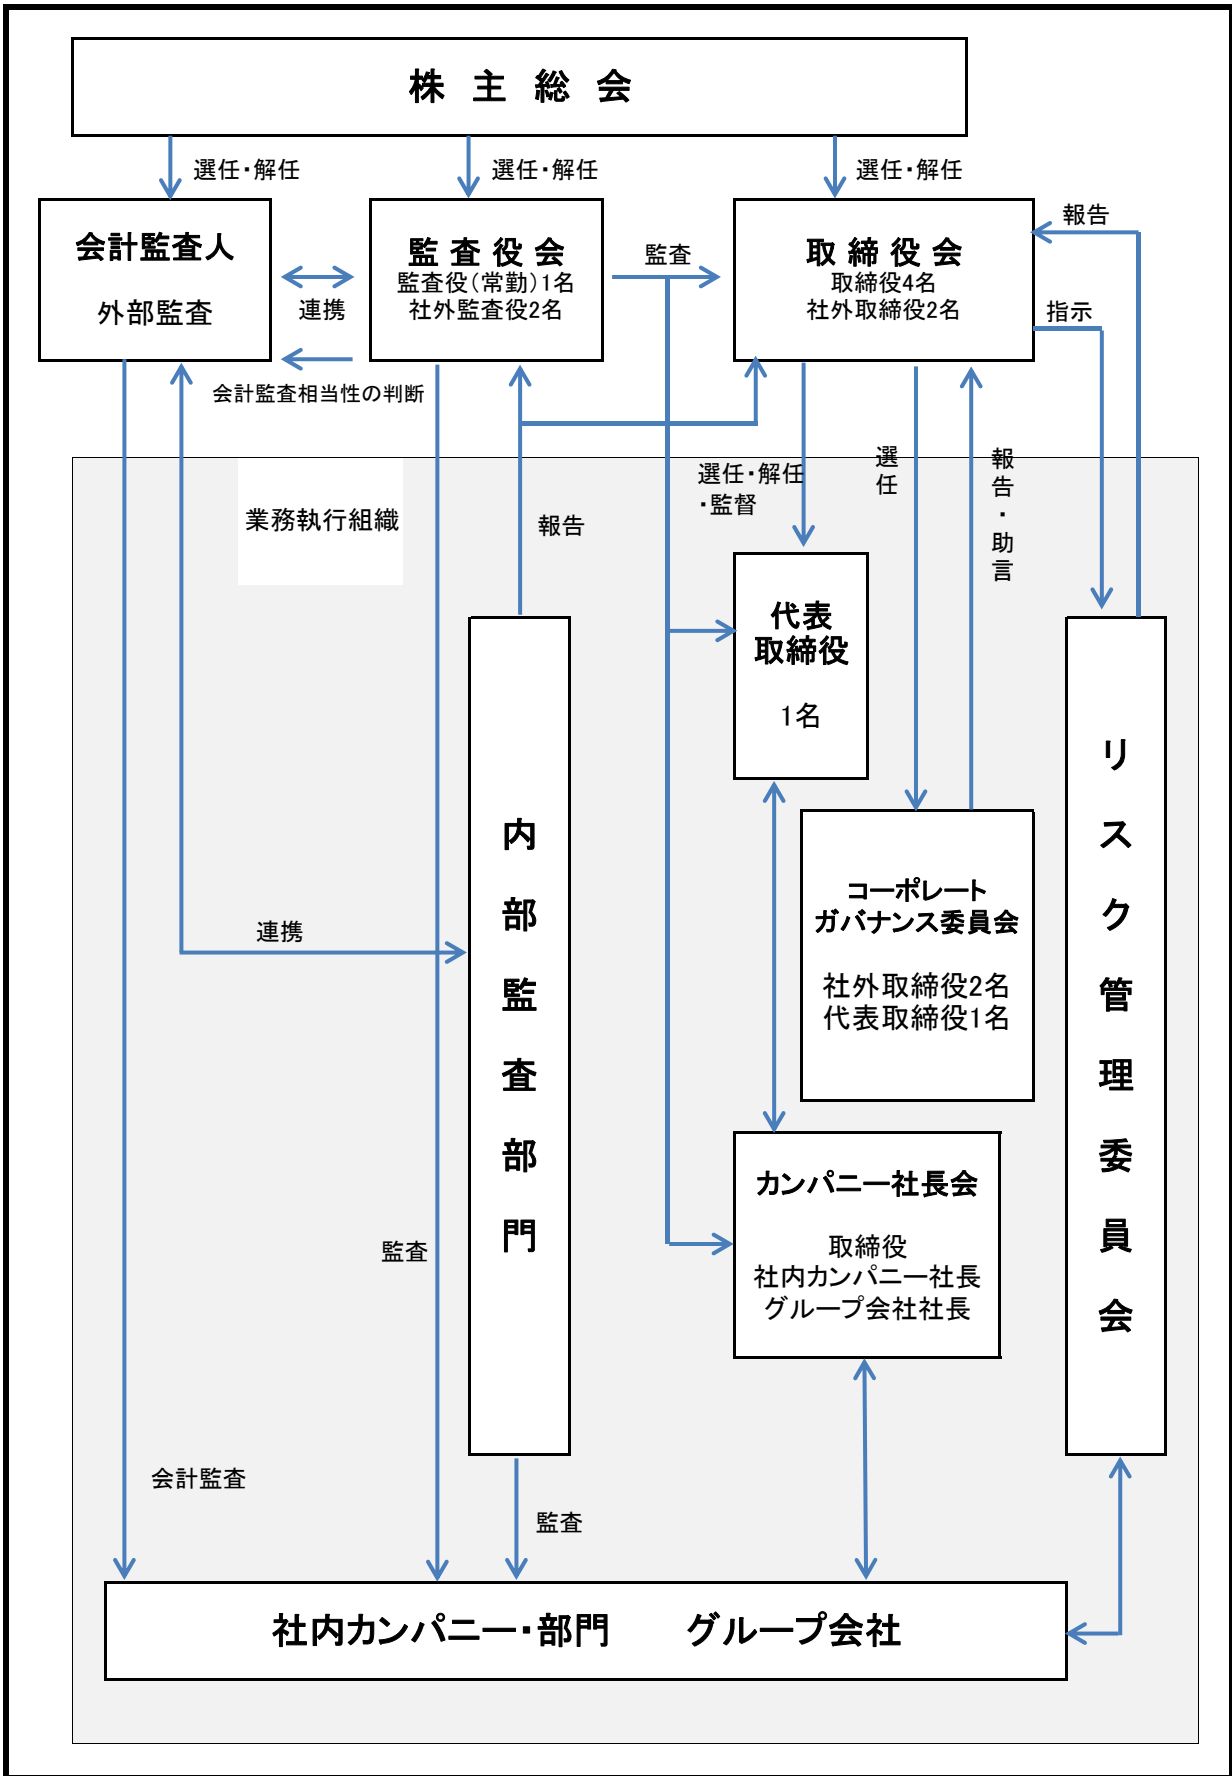 株 主 総 会
選任・解任
選任・解任
選任・解任
会計監査人
外部監査
連携
会計監査相当性の判断
監 査 役 会
監査役(常勤)1名
社外監査役2名
監査
取 締 役 会
取締役4名
社外取締役2名
報告
指示
業務執行組織
報告
選任・解任
・監督
選任
報告・助言
代表
取締役
1名
コーポレート
ガバナンス委員会
社外取締役2名
代表取締役1名
リスク管理委員会
内部監査部門
連携
カンパニー社長会
取締役
社内カンパニー社長
グループ会社社長
監査
会計監査
監査
社内カンパニー・部門 グループ会社